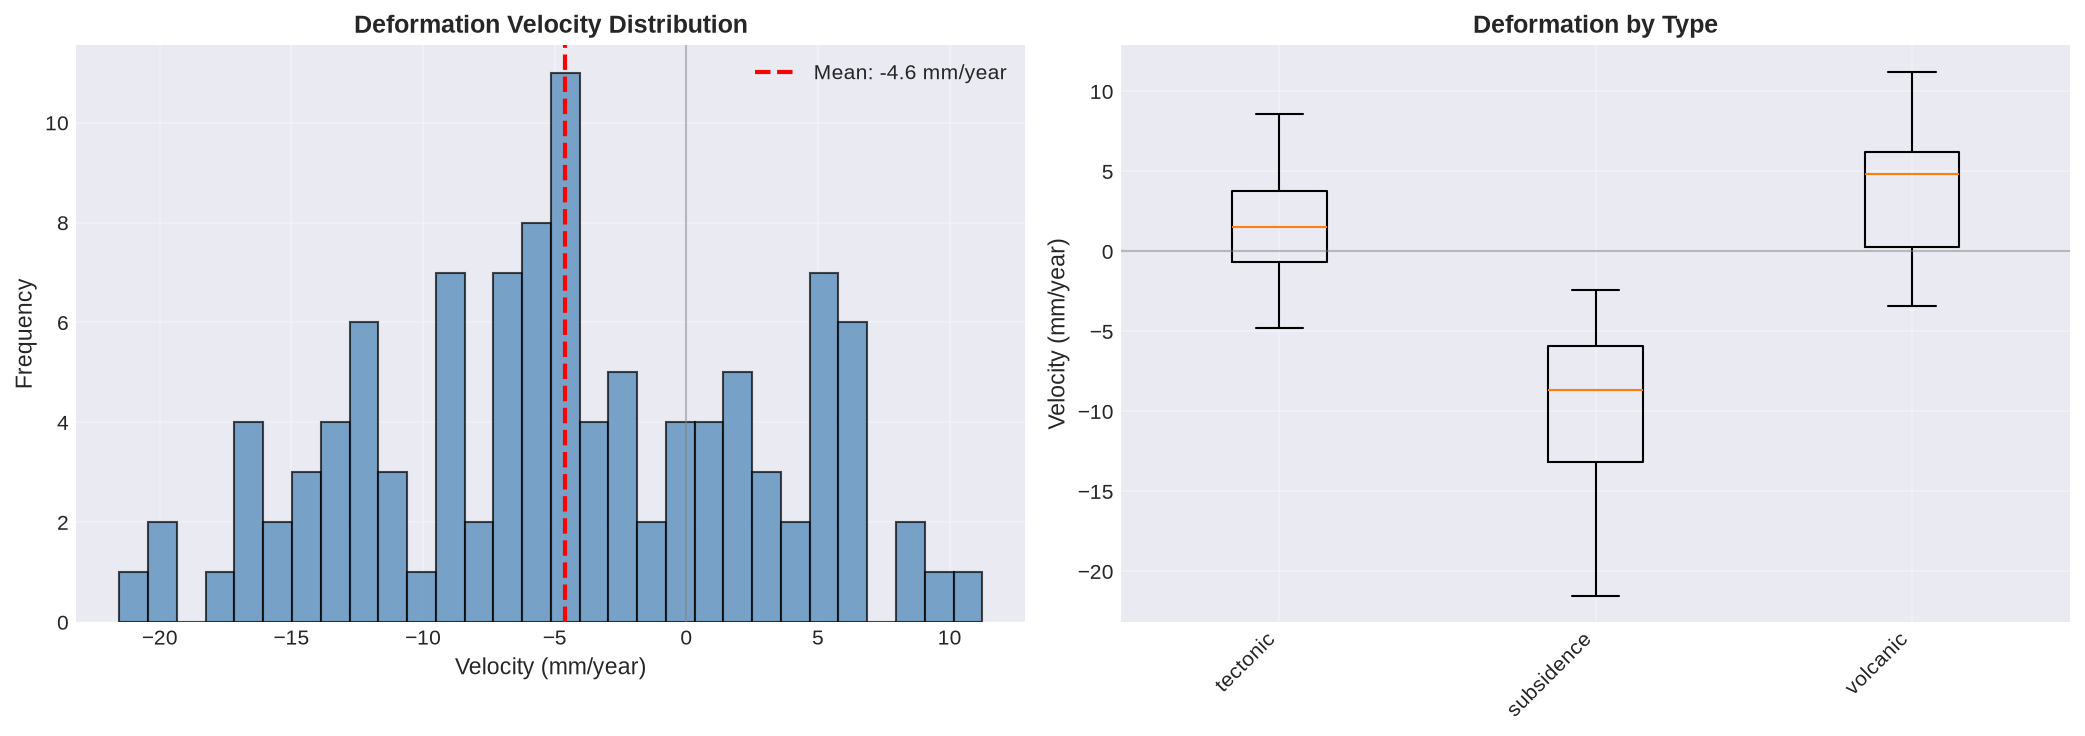 Deformation Velocity Distribution
Mean: -4.6 mm/year
Frequency
10
8
6
4
2
0
−20 −15 −10 −5 0 5 10
Velocity (mm/year)
Deformation by Type
Velocity (mm/year)
10
5
0
−5
−10
−15
−20
tectonic
subsidence
volcanic